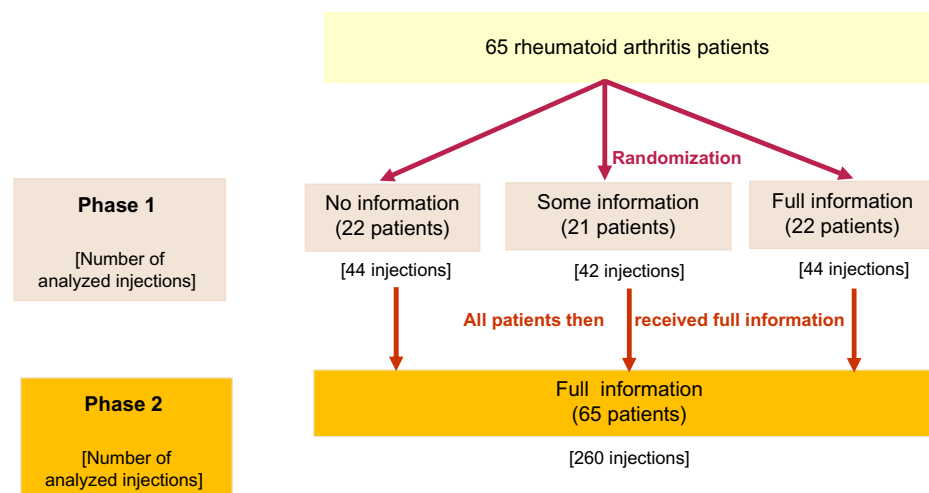 65 rheumatoid arthritis patients
Randomization
Phase 1
[Number of
analyzed injections]
No information
(22 patients)
Some information
(21 patients)
Full information
(22 patients)
[44 injections]
[42 injections]
[44 injections]
All patients then received full information
Phase 2
[Number of
analyzed injections]
Full information
(65 patients)
[260 injections]